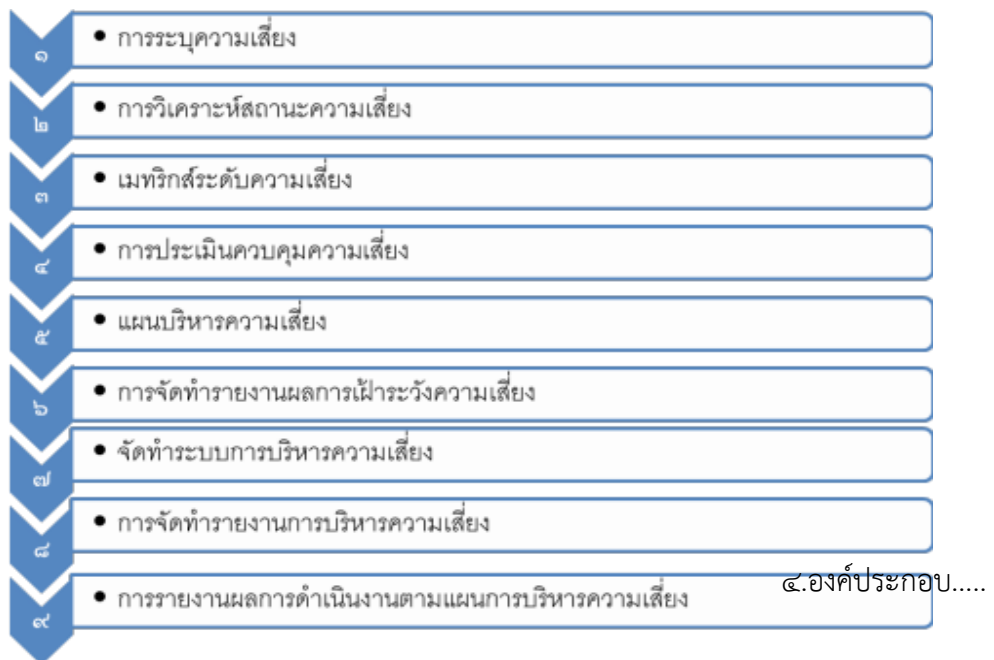 ๑ • การระบุความเสี่ยง
๒ • การวิเคราะห์สถานะความเสี่ยง
๓ • เมทริกส์ระดับความเสี่ยง
๔ • การประเมินควบคุมความเสี่ยง
๕ • แผนบริหารความเสี่ยง
๖ • การจัดทำรายงานผลการเฝ้าระวังความเสี่ยง
๗ • จัดทำระบบการบริหารความเสี่ยง
๘ • การจัดทำรายงานการบริหารความเสี่ยง
๙ • การรายงานผลการดำเนินงานตามแผนการบริหารความเสี่ยง
๔.องค์ประกอบ.....